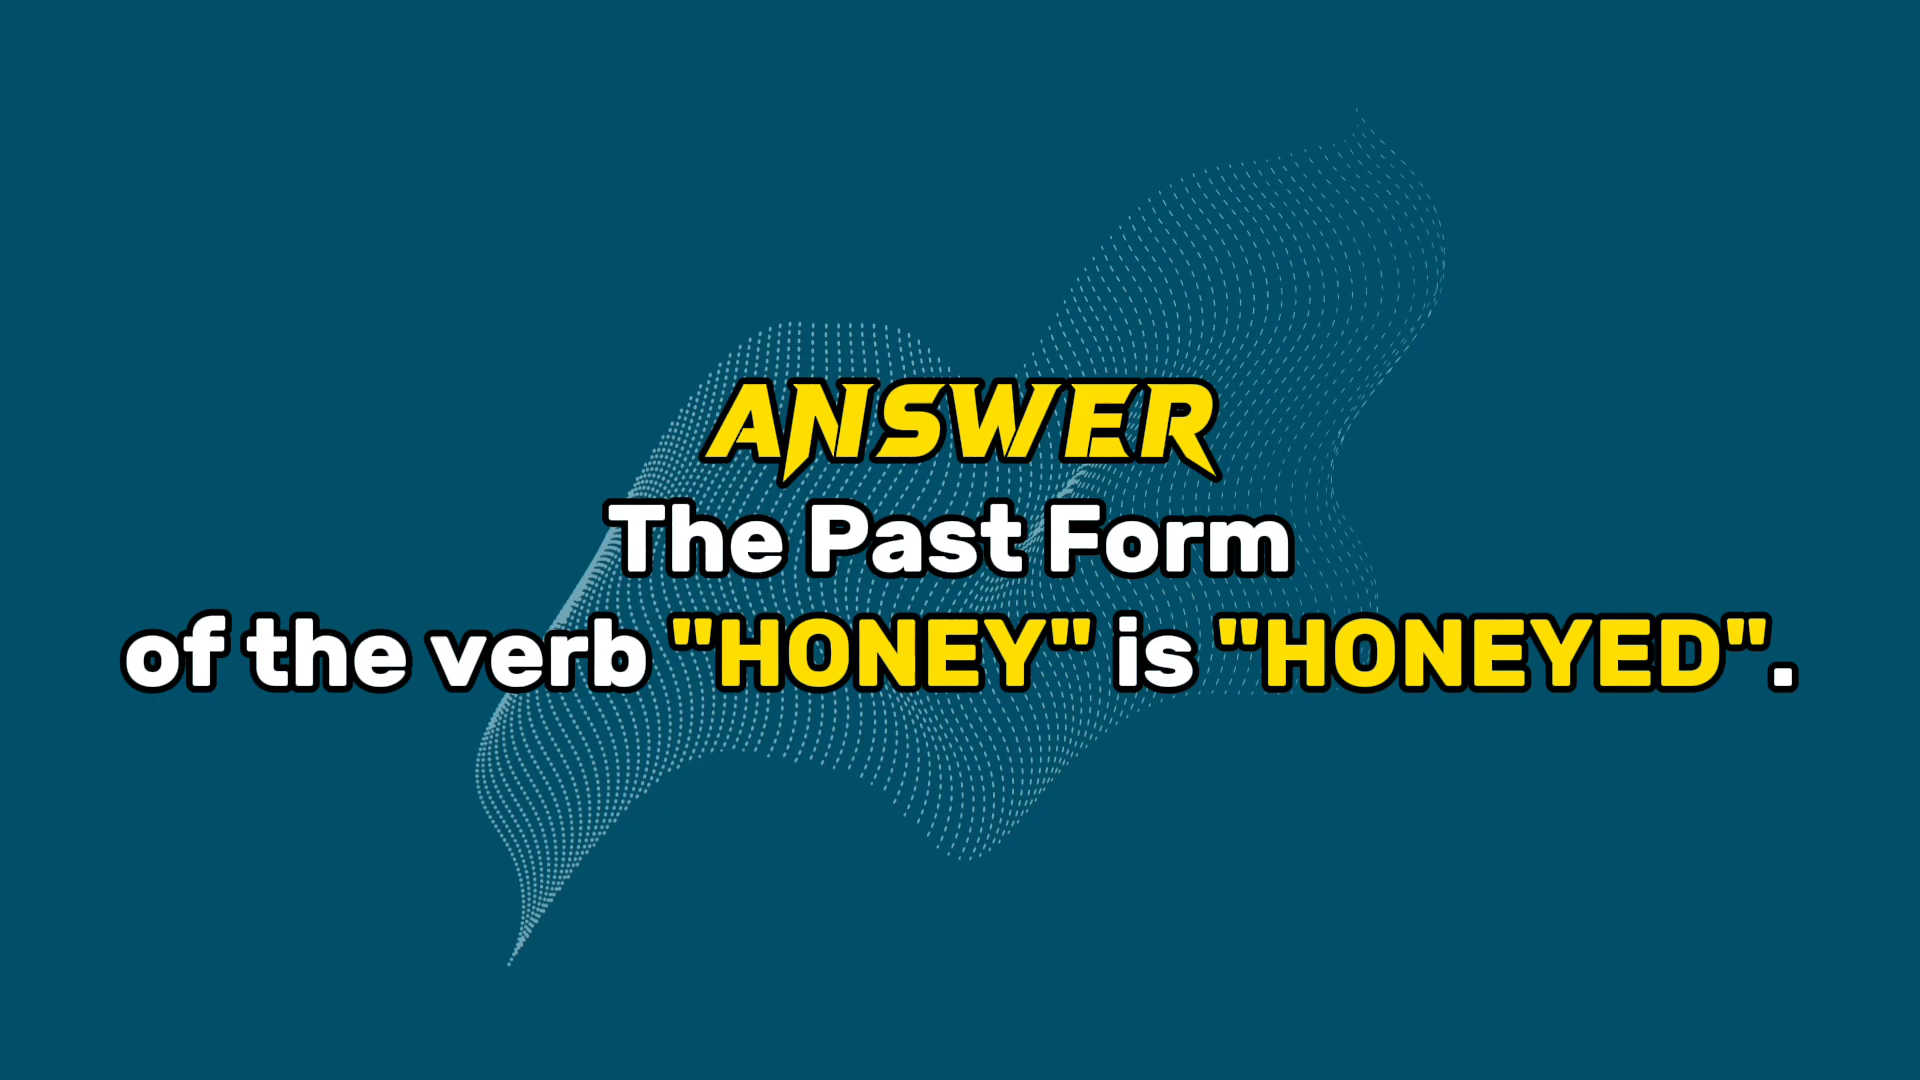 ANSWER
The Past Form
of the verb "HONEY" is "HONEYED".